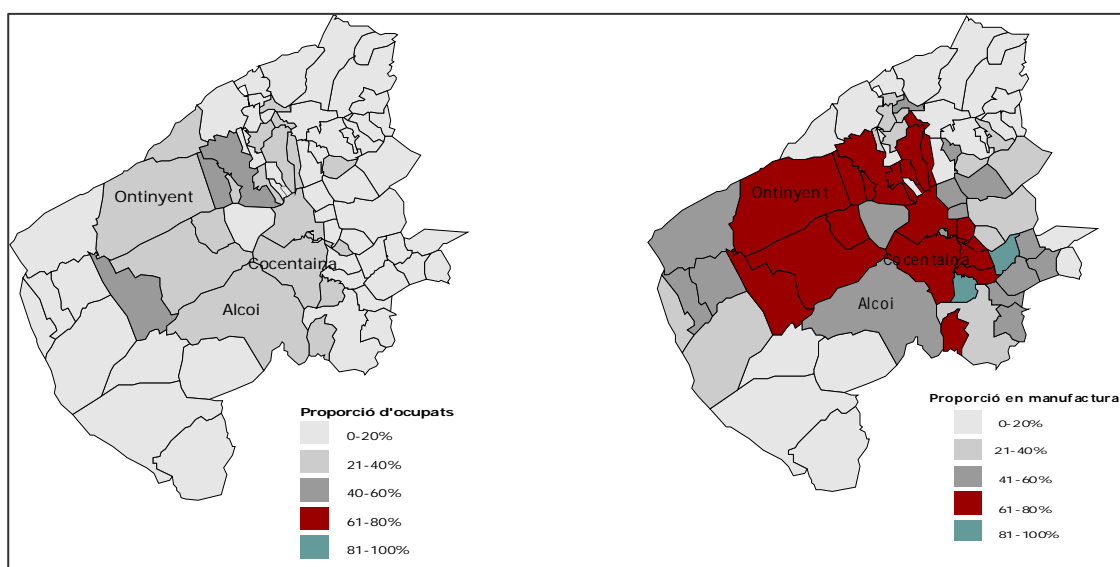 Ontinyent
Cocentaina
Alcoi
Proporció d'ocupats
0-20%
21-40%
40-60%
61-80%
81-100%
Ontinyent
Cocentaina
Alcoi
Proporció en manufactura
0-20%
21-40%
41-60%
61-80%
81-100%